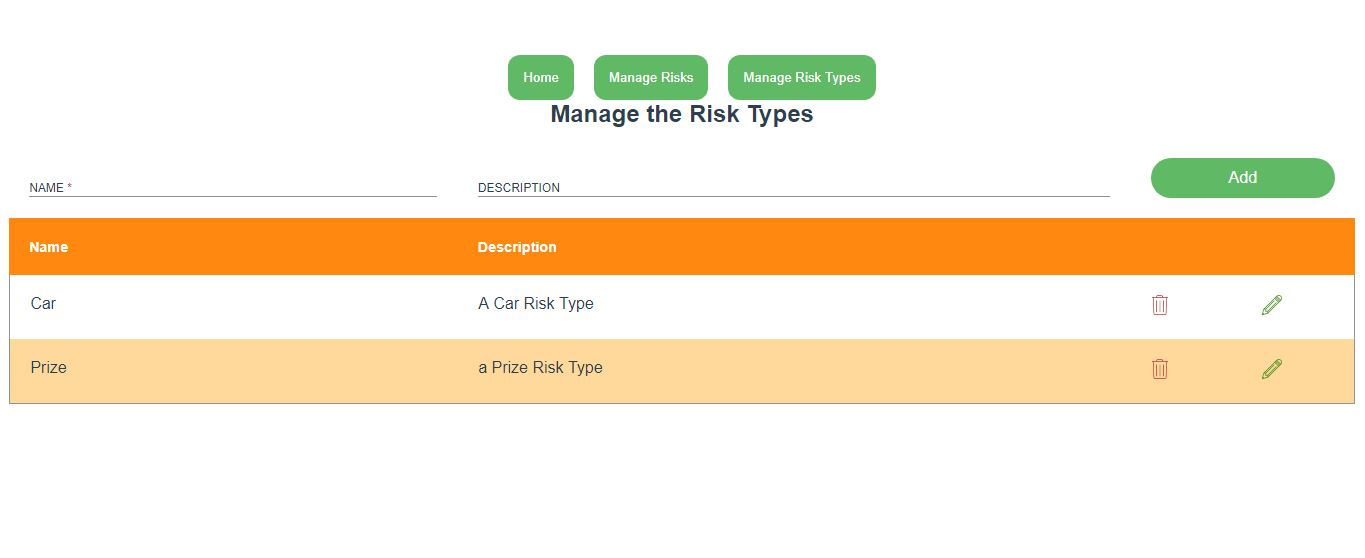 Home Manage Risks Manage Risk Types
Manage the Risk Types
NAME * DESCRIPTION Add
Name Description
Car A Car Risk Type
Prize a Prize Risk Type